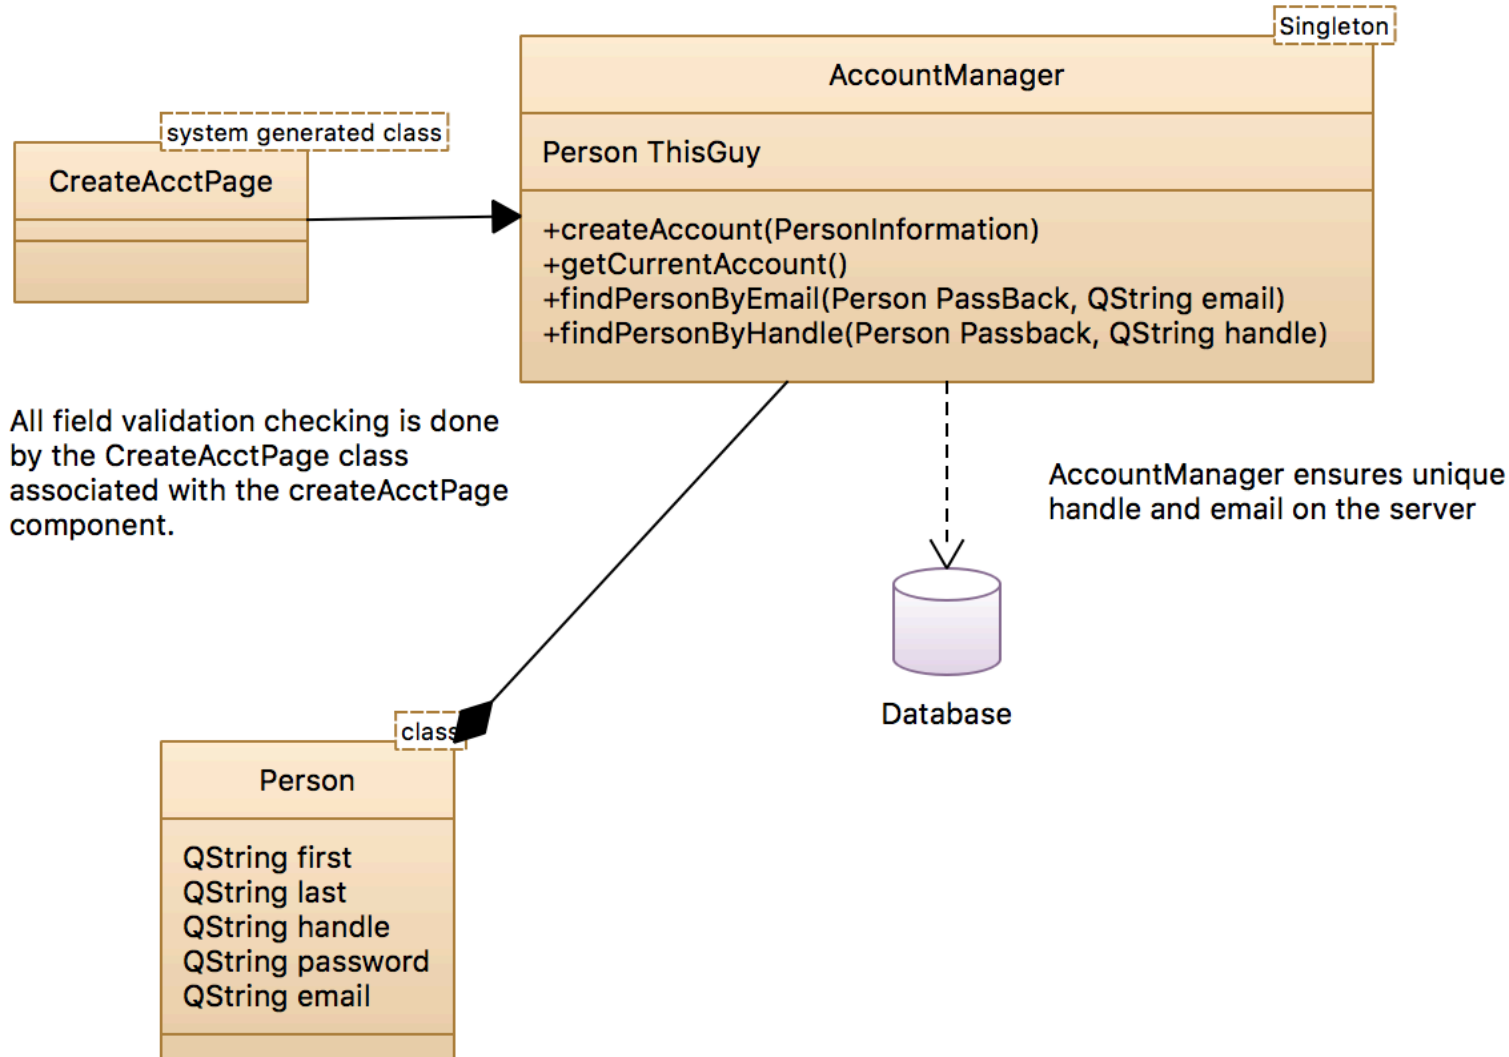 Singleton
AccountManager
Person ThisGuy
+createAccount(PersonInformation)
+getCurrentAccount()
+findPersonByEmail(Person PassBack, QString email)
+findPersonByHandle(Person Passback, QString handle)
system generated class
CreateAcctPage
All field validation checking is done
by the CreateAcctPage class
associated with the createAcctPage
component.
AccountManager ensures unique
handle and email on the server
Database
class
Person
QString first
QString last
QString handle
QString password
QString email